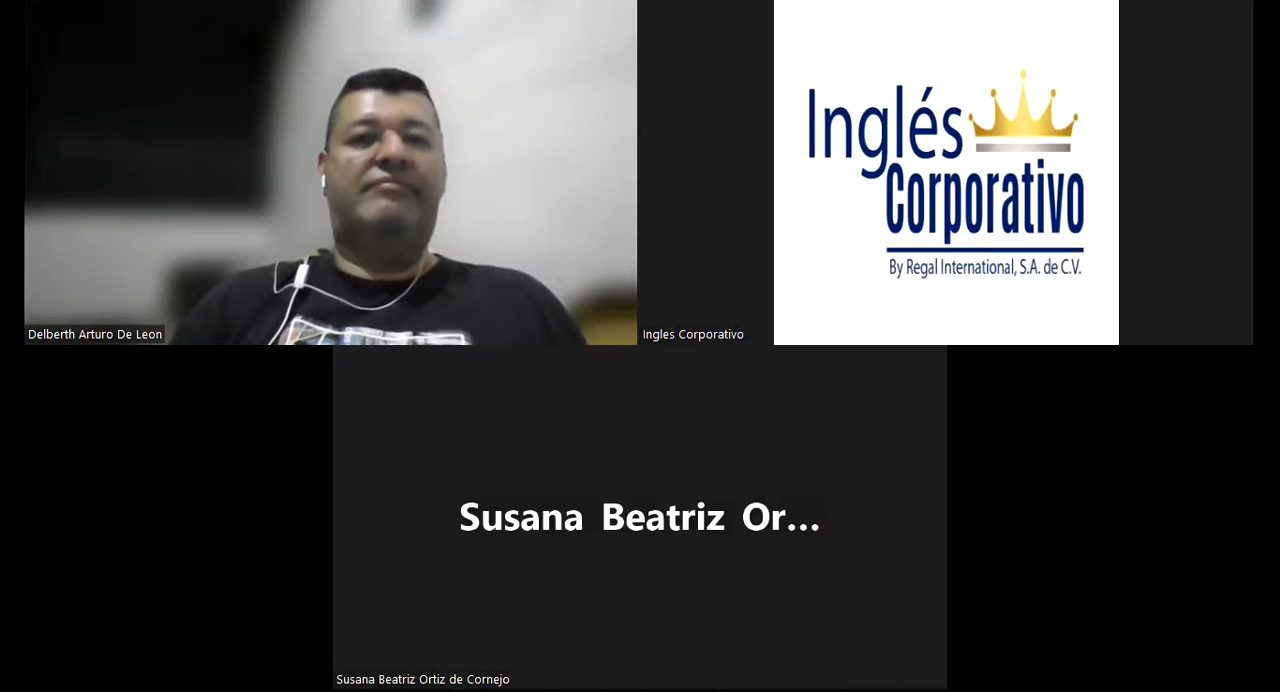 Delberth Arturo De Leon
Inglés
Corporativo
By Regal International, S.A. de C.V.
Ingles Corporativo
Susana Beatriz Or...
Susana Beatriz Ortiz de Cornejo